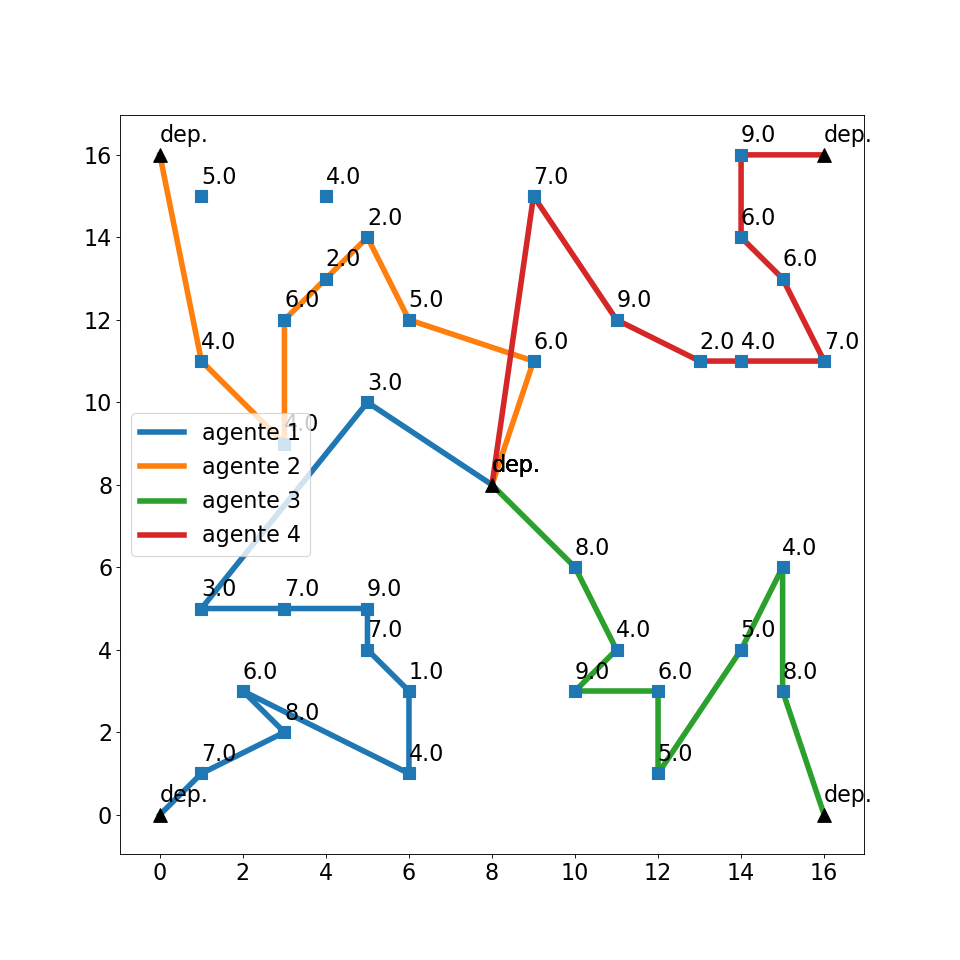 dep. 9.0 dep.
16
5.0 4.0 7.0
14 2.0 6.0
2.0 6.0
12 6.0 5.0 9.0
4.0 6.0 2.0 4.0 7.0
10 3.0
4.0
agente 1
agente 2
8 dep.
agente 3
agente 4
6 8.0 4.0
3.0 7.0 9.0
4 7.0 4.0 5.0
6.0 1.0 9.0 6.0 8.0
2 8.0
7.0 4.0 5.0
dep. dep.
0
0 2 4 6 8 10 12 14 16